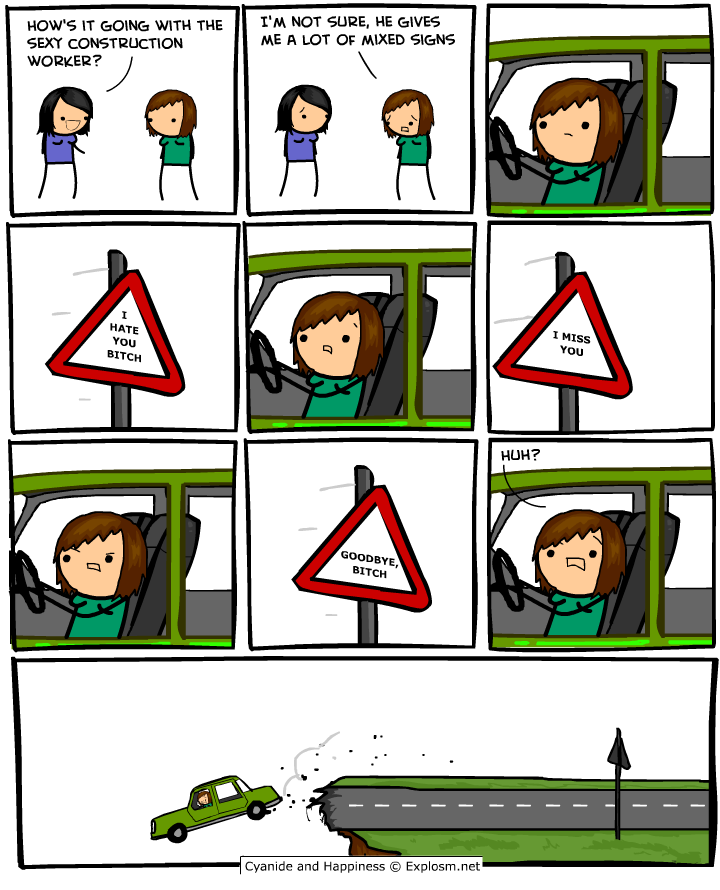 HOW'S IT GOING WITH THE
SEXY CONSTRUCTION
WORKER?
I'M NOT SURE, HE GIVES
ME A LOT OF MIXED SIGNS
I
HATE
YOU
BITCH
I MISS
YOU
GOODBYE,
BITCH
HUH?
Cyanide and Happiness © Explosm.net